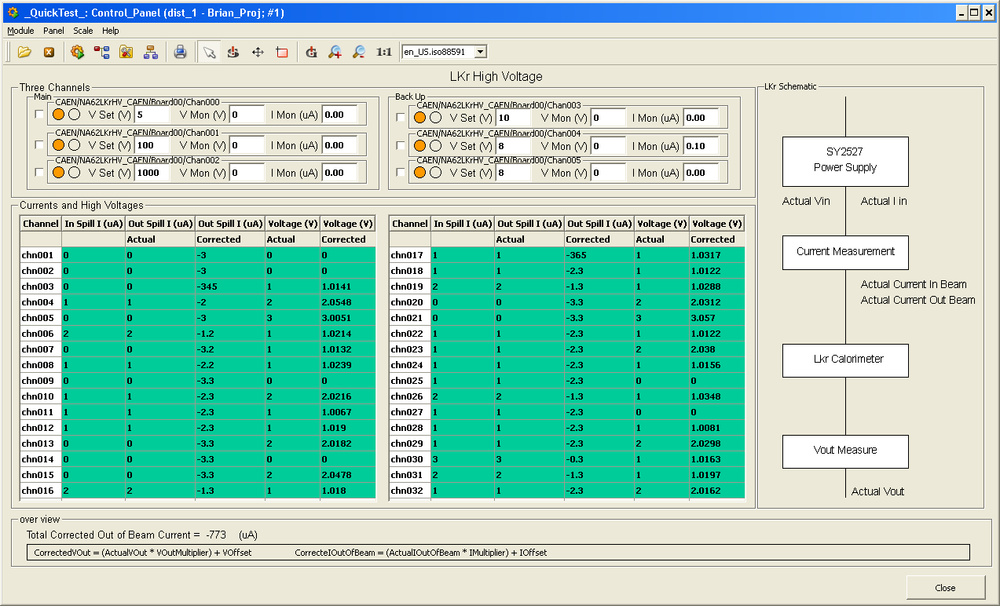 _QuickTest_: Control_Panel (dist_1 - Brian_Proj; #1)
Module Panel Scale Help
1:1 en_US.iso88591
LKr High Voltage
Three Channels
Main
CAEN/NA62LKrHV_CAEN/Board00/Chan000
V Set (V) 5 V Mon (V) 0 I Mon (uA) 0.00
CAEN/NA62LKrHV_CAEN/Board00/Chan001
V Set (V) 100 V Mon (V) 0 I Mon (uA) 0.00
CAEN/NA62LKrHV_CAEN/Board00/Chan002
V Set (V) 1000 V Mon (V) 0 I Mon (uA) 0.00
Back Up
CAEN/NA62LKrHV_CAEN/Board00/Chan003
V Set (V) 10 V Mon (V) 0 I Mon (uA) 0.00
CAEN/NA62LKrHV_CAEN/Board00/Chan004
V Set (V) 8 V Mon (V) 0 I Mon (uA) 0.10
CAEN/NA62LKrHV_CAEN/Board00/Chan005
V Set (V) 8 V Mon (V) 0 I Mon (uA) 0.00
Currents and High Voltages
Channel In Spill I (uA) Out Spill I (uA) Out Spill I (uA) Voltage (V) Voltage (V)
Actual Corrected Actual Corrected
chn001 0 0 -3 0 0
chn002 0 0 -3 0 0
chn003 0 0 -345 1 1.0141
chn004 1 1 -2 2 2.0548
chn005 0 0 -3 3 3.0051
chn006 2 2 -1.2 1 1.0214
chn007 0 0 -3.2 1 1.0132
chn008 1 1 -2.2 1 1.0239
chn009 0 0 -3.3 0 0
chn010 1 1 -2.3 2 2.0216
chn011 1 1 -2.3 1 1.0067
chn012 1 1 -2.3 1 1.019
chn013 0 0 -3.3 2 2.0182
chn014 0 0 -3.3 0 0
chn015 0 0 -3.3 2 2.0478
chn016 2 2 -1.3 1 1.018
Channel In Spill I (uA) Out Spill I (uA) Out Spill I (uA) Voltage (V) Voltage (V)
Actual Corrected Actual Corrected
chn017 1 1 -365 1 1.0317
chn018 1 1 -2.3 1 1.0122
chn019 2 2 -1.3 1 1.0288
chn020 0 0 -3.3 2 2.0312
chn021 0 0 -3.3 3 3.057
chn022 1 1 -2.3 1 1.0122
chn023 1 1 -2.3 2 2.038
chn024 1 1 -2.3 1 1.0156
chn025 1 1 -2.3 0 0
chn026 2 2 -1.3 1 1.0348
chn027 1 1 -2.3 0 0
chn028 1 1 -2.3 1 1.0081
chn029 1 1 -2.3 2 2.0298
chn030 3 3 -0.3 1 1.0163
chn031 2 2 -1.3 1 1.0197
chn032 1 1 -2.3 2 2.0162
LKr Schematic
SY2527
Power Supply
Actual Vin Actual I in
Current Measurement
Actual Current In Beam
Actual Current Out Beam
Lkr Calorimeter
Vout Measure
Actual Vout
over view
Total Corrected Out of Beam Current = -773 (uA)
CorrectedVOut = (ActualVOut * VOutMultiplier) + VOffset CorrecteIOutOfBeam = (ActualIOutOfBeam * IMultiplier) + IOffset
Close